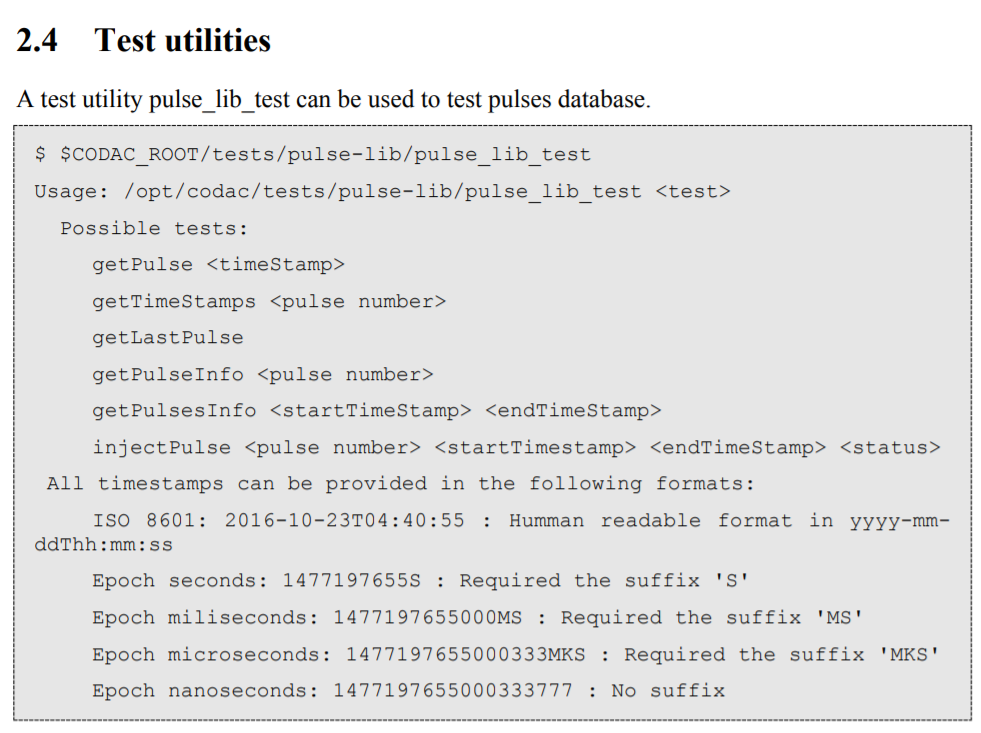 2.4 Test utilities
A test utility pulse_lib_test can be used to test pulses database.
$ $CODAC_ROOT/tests/pulse-lib/pulse_lib_test
Usage: /opt/codac/tests/pulse-lib/pulse_lib_test <test>
Possible tests:
getPulse <timeStamp>
getTimeStamps <pulse number>
getLastPulse
getPulseInfo <pulse number>
getPulsesInfo <startTimeStamp> <endTimeStamp>
injectPulse <pulse number> <startTimestamp> <endTimeStamp> <status>
All timestamps can be provided in the following formats:
ISO 8601: 2016-10-23T04:40:55 : Humman readable format in yyyy-mm-
ddThh:mm:ss
Epoch seconds: 1477197655S : Required the suffix 'S'
Epoch miliseconds: 1477197655000MS : Required the suffix 'MS'
Epoch microseconds: 1477197655000333MKS : Required the suffix 'MKS'
Epoch nanoseconds: 1477197655000333777 : No suffix